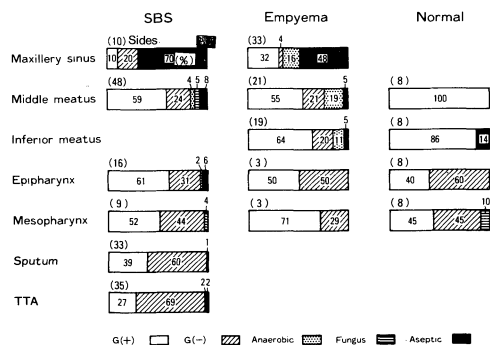 SBS Empyema Normal
(10) Sides (33) 4
Maxillery sinus 10 20 70 (%) 32 16 48
(48) 4 5 8 (21) 5 (8)
Middle meatus 59 24 55 21 19 100
(19) 5 (8)
Inferior meatus 64 20 11 86 14
(16) 2 6 (3) (8)
Epipharynx 61 31 50 50 40 60
(9) 4 (3) (8) 10
Mesopharynx 52 44 71 29 45 45
(33) 1
Sputum 39 60
(35) 2 2
TTA 27 69
G(+) G(-) Anaerobic Fungus Aseptic